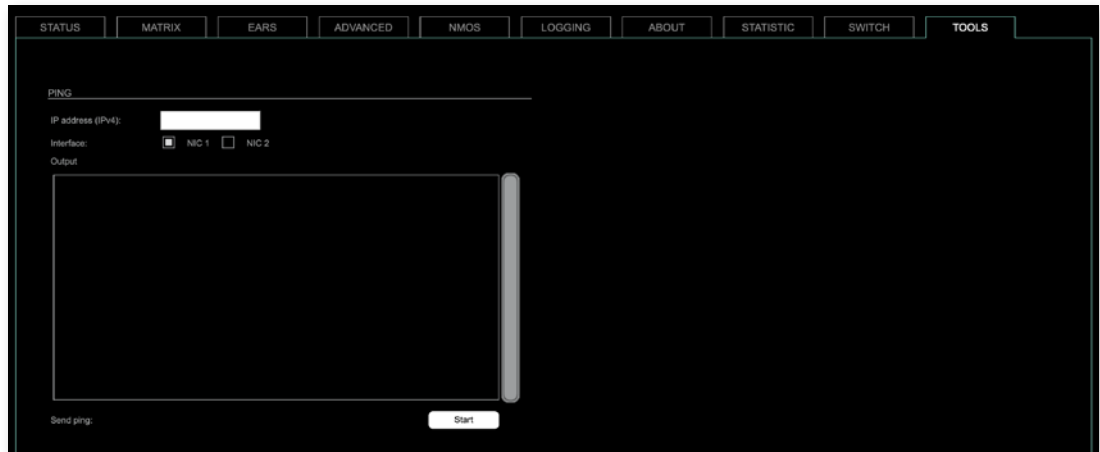 STATUS MATRIX EARS ADVANCED NMOS LOGGING ABOUT STATISTIC SWITCH TOOLS
PING
IP address (IPv4):
Interface: NIC 1 NIC 2
Output
Send ping: Start